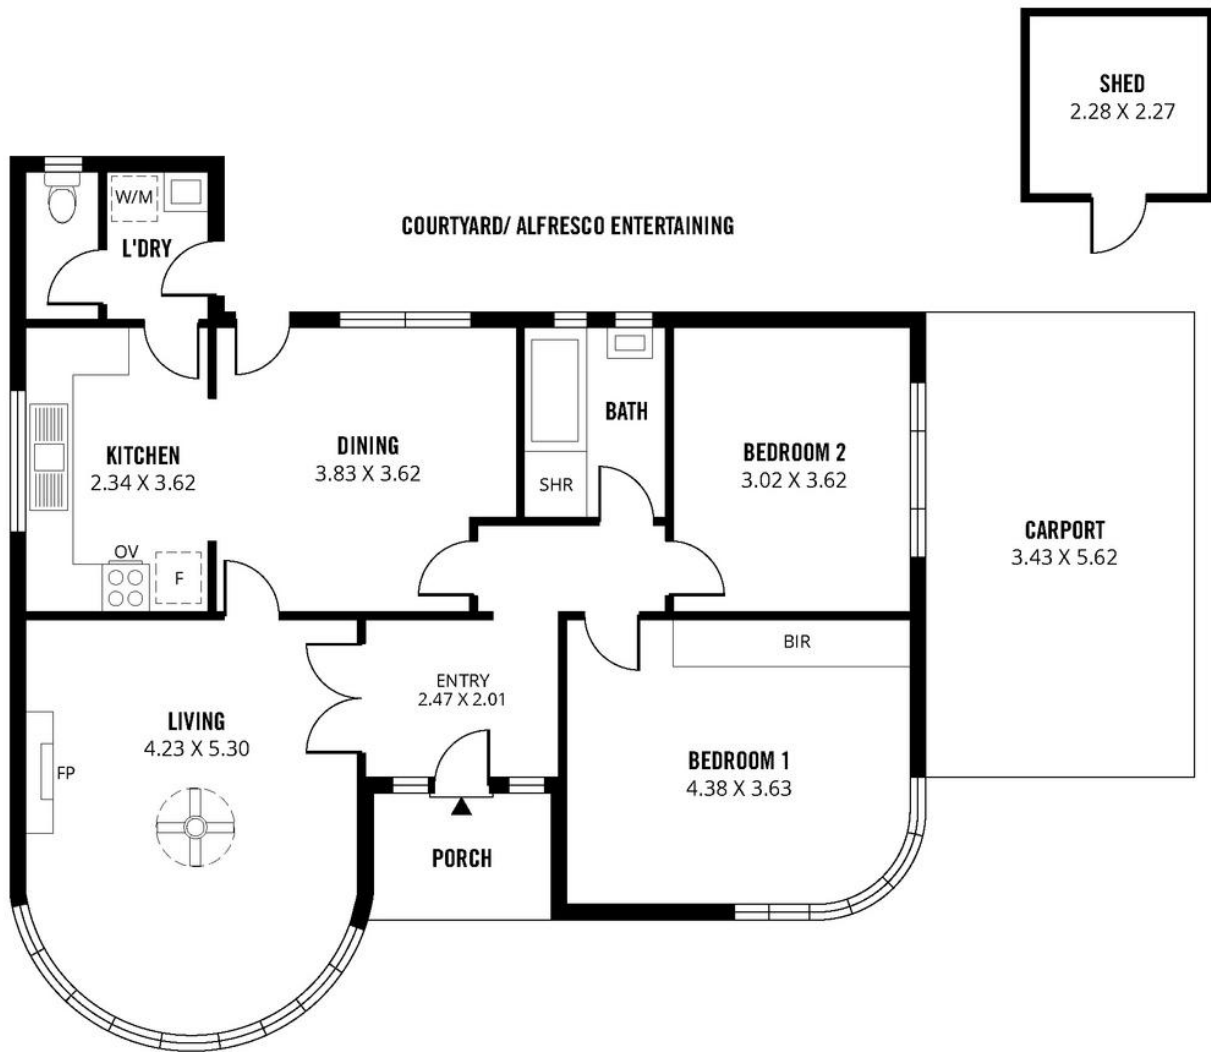 SHED
2.28 X 2.27
W/M
L'DRY
COURTYARD/ ALFRESCO ENTERTAINING
KITCHEN
2.34 X 3.62
OV
F
DINING
3.83 X 3.62
BATH
SHR
BEDROOM 2
3.02 X 3.62
CARPORT
3.43 X 5.62
LIVING
4.23 X 5.30
FP
ENTRY
2.47 X 2.01
BIR
BEDROOM 1
4.38 X 3.63
PORCH